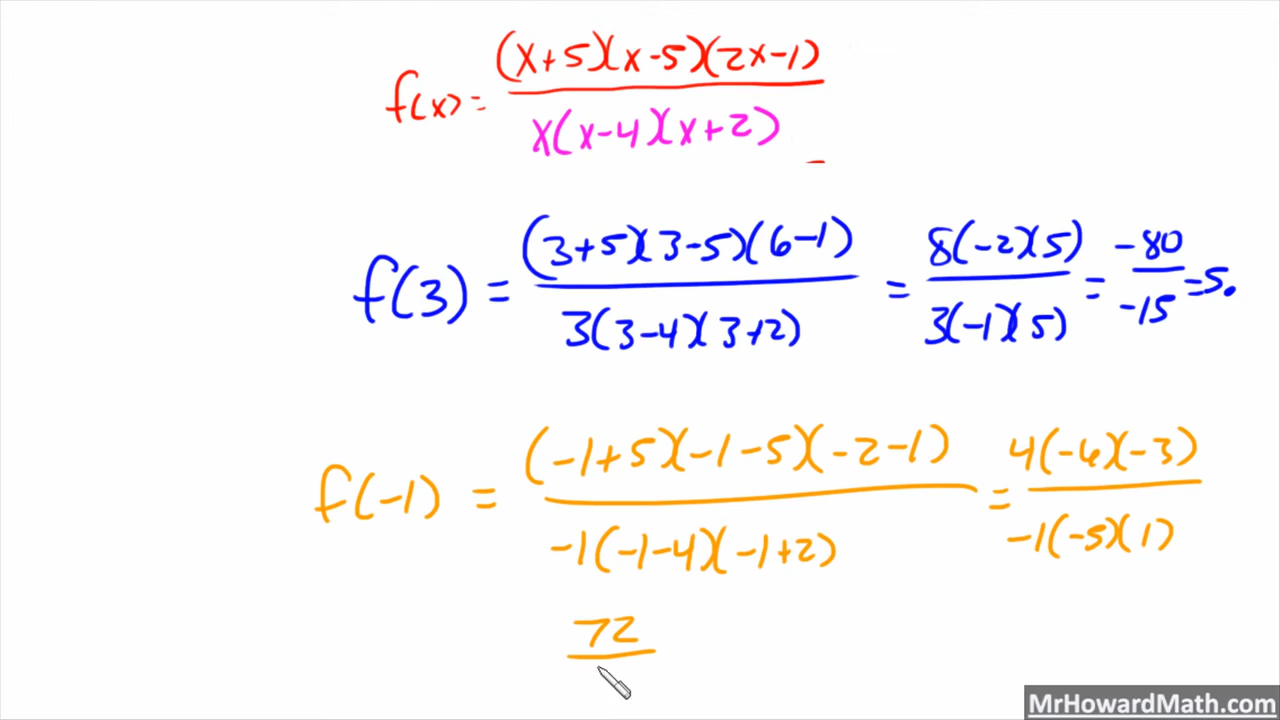 f(x) = (x+5)(x-5)(2x-1)
x(x-4)(x+2)
f(3) = (3+5)(3-5)(6-1) = 8(-2)(5) = -80 = 5.
3(3-4)(3+2) 3(-1)(5) -15
f(-1) = (-1+5)(-1-5)(-2-1) = 4(-6)(-3)
-1(-1-4)(-1+2) -1(-5)(1)
72
MrHowardMath.com